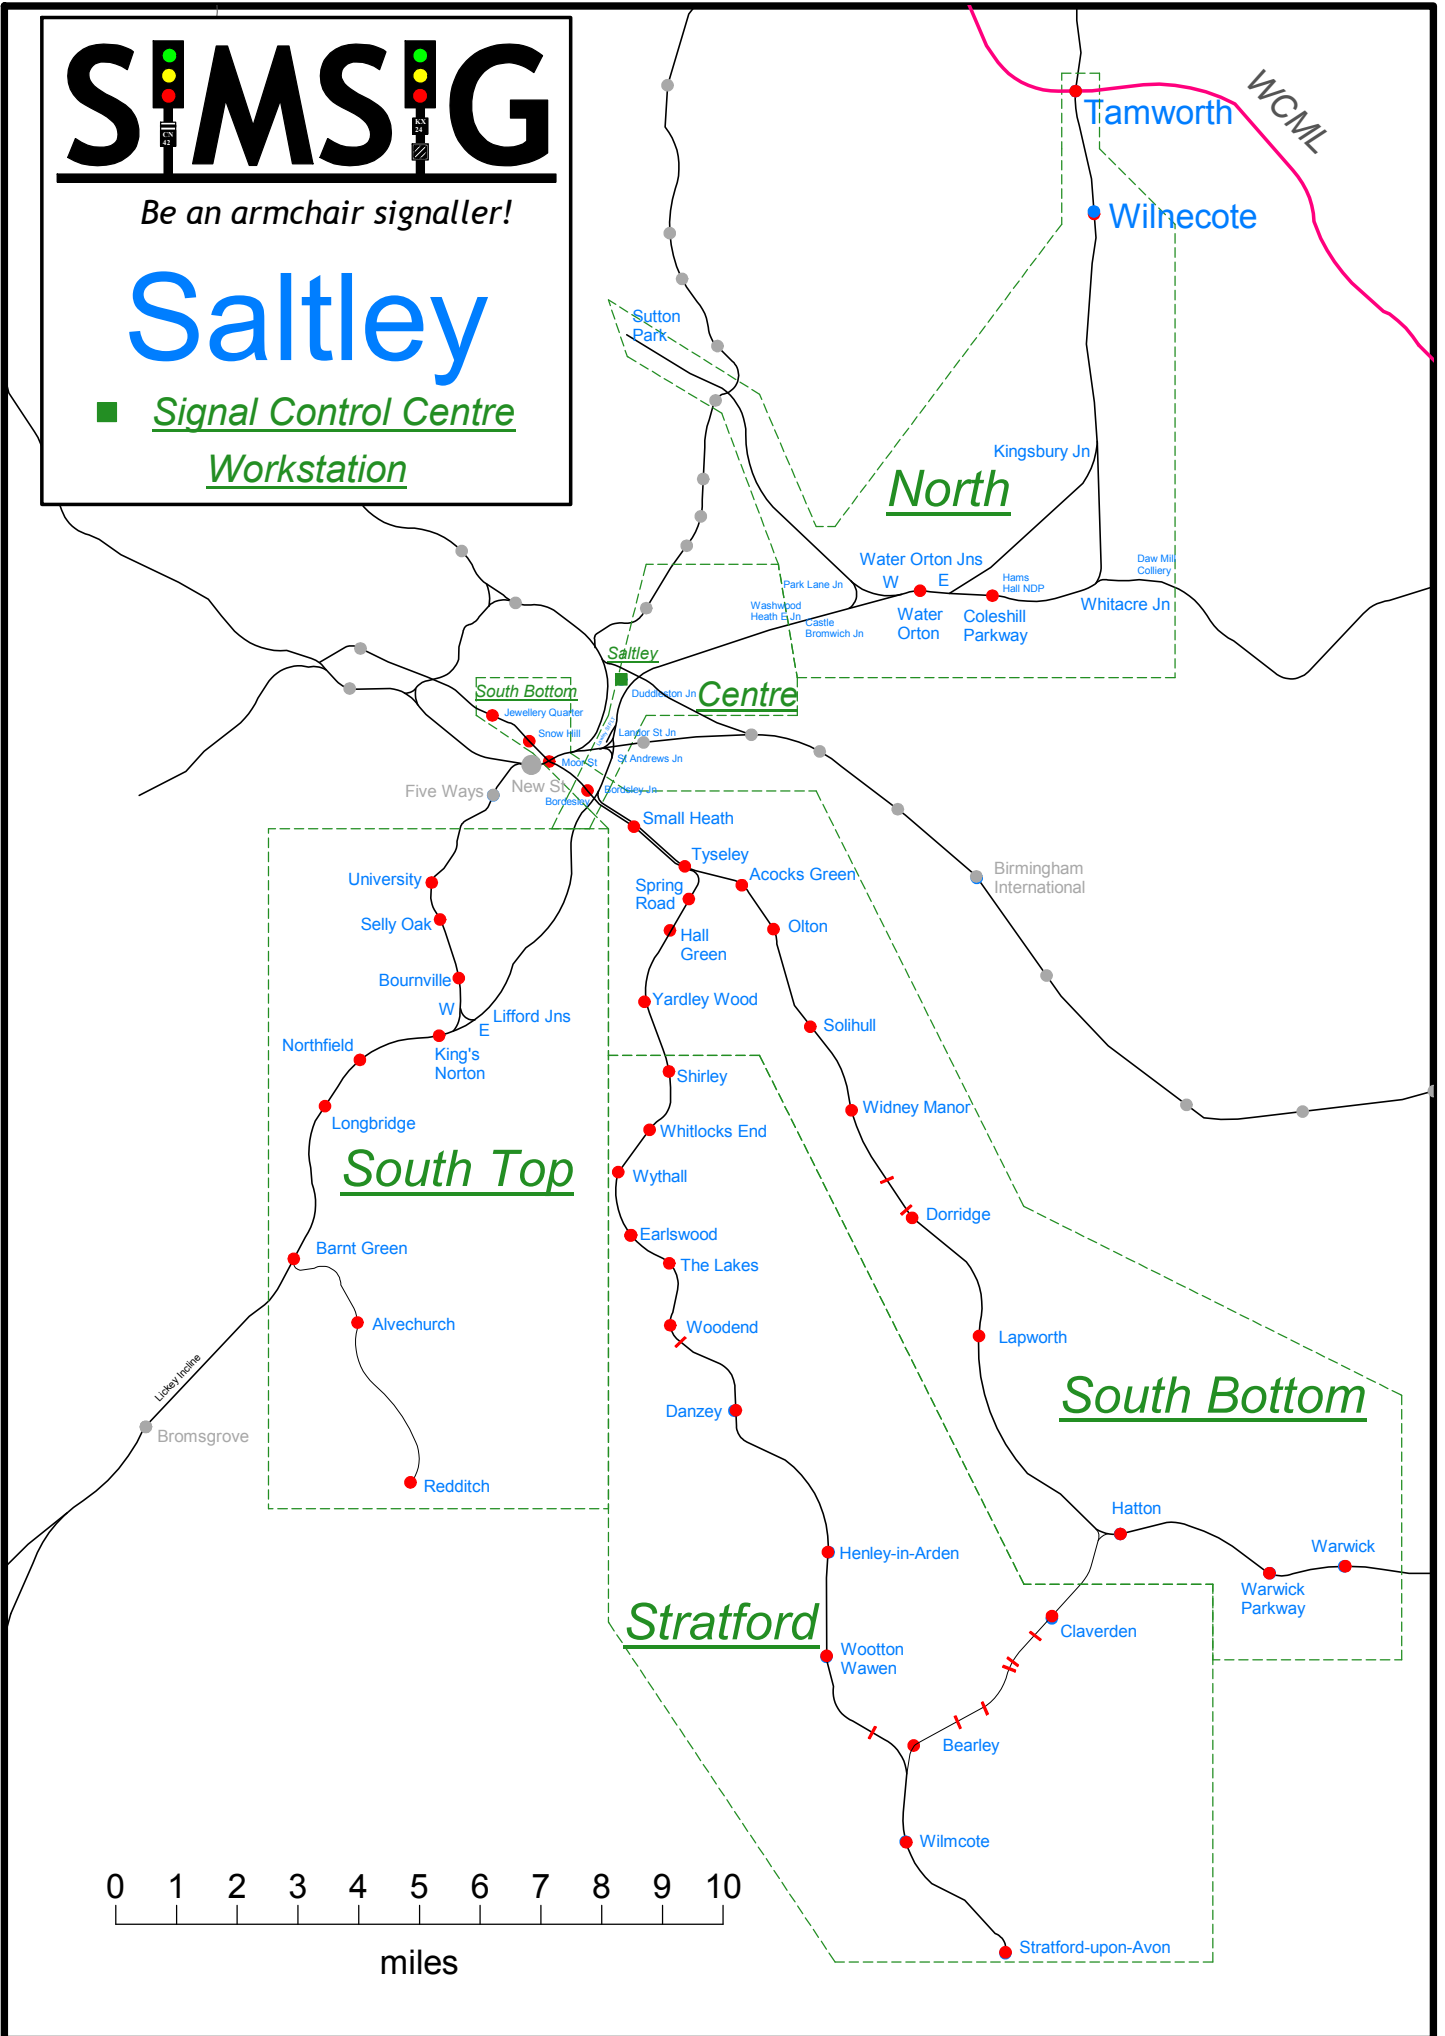 SIMSIG
CN
42
KX
24
Be an armchair signaller!
Saltley
Signal Control Centre
Workstation
WCML
Tamworth
Wilnecote
Sutton
Park
Kingsbury Jn
North
Water Orton Jns
W
E
Park Lane Jn
Hams
Hall NDP
Daw Mill
Colliery
Washwood
Heath E Jn
Castle
Bromwich Jn
Water
Orton
Coleshill
Parkway
Whitacre Jn
Saltley
South Bottom
Duddleston Jn
Centre
Jewellery Quarter
Snow Hill
Landor St Jn
Moor St
St Andrews Jn
Five Ways
New St
Bordesley
Bordsley Jn
Small Heath
University
Tyseley
Spring
Road
Acocks Green
Birmingham
International
Selly Oak
Hall
Green
Olton
Bournville
W
E
Lifford Jns
Yardley Wood
Solihull
Northfield
King's
Norton
Shirley
Longbridge
Whitlocks End
Widney Manor
South Top
Wythall
Dorridge
Barnt Green
Earlswood
The Lakes
Alvechurch
Woodend
Lapworth
Lickey Incline
Danzey
South Bottom
Bromsgrove
Redditch
Hatton
Henley-in-Arden
Warwick
Warwick
Parkway
Stratford
Claverden
Wootton
Wawen
Bearley
Wilmcote
Stratford-upon-Avon
0 1 2 3 4 5 6 7 8 9 10
miles